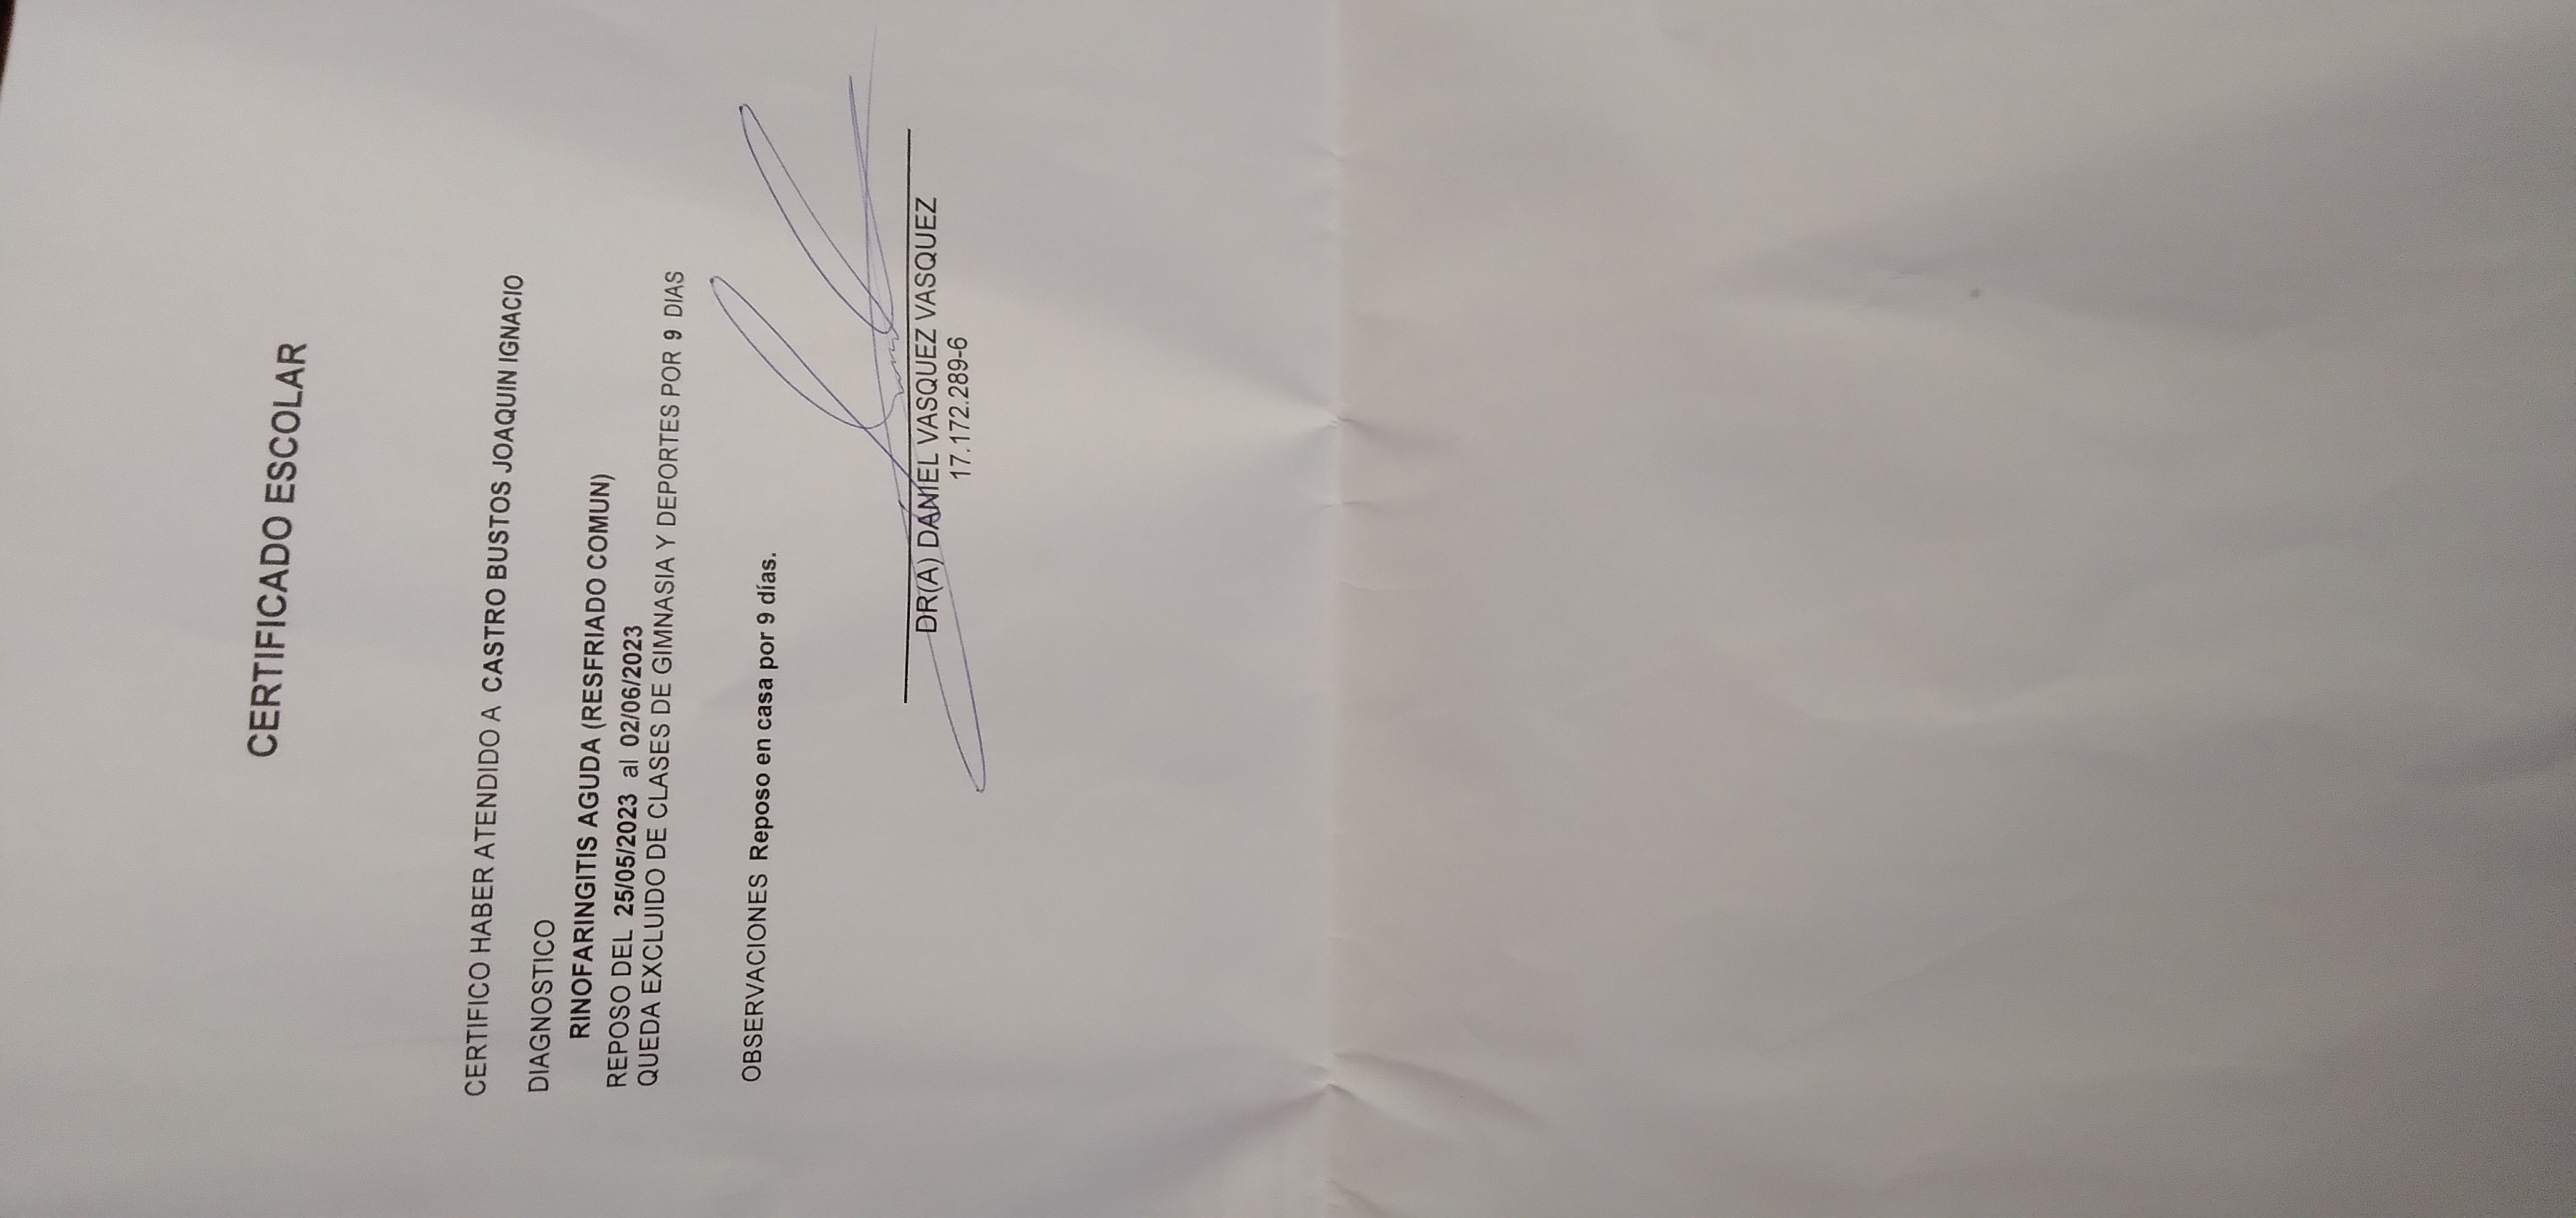 CERTIFICADO ESCOLAR
CERTIFICO HABER ATENDIDO A CASTRO BUSTOS JOAQUIN IGNACIO
DIAGNOSTICO
RINOFARINGITIS AGUDA (RESFRIADO COMUN)
REPOSO DEL 25/05/2023 al 02/06/2023
QUEDA EXCLUIDO DE CLASES DE GIMNASIA Y DEPORTES POR 9 DIAS
OBSERVACIONES Reposo en casa por 9 días.
DR(A) DANIEL VASQUEZ VASQUEZ
17.172.289-6